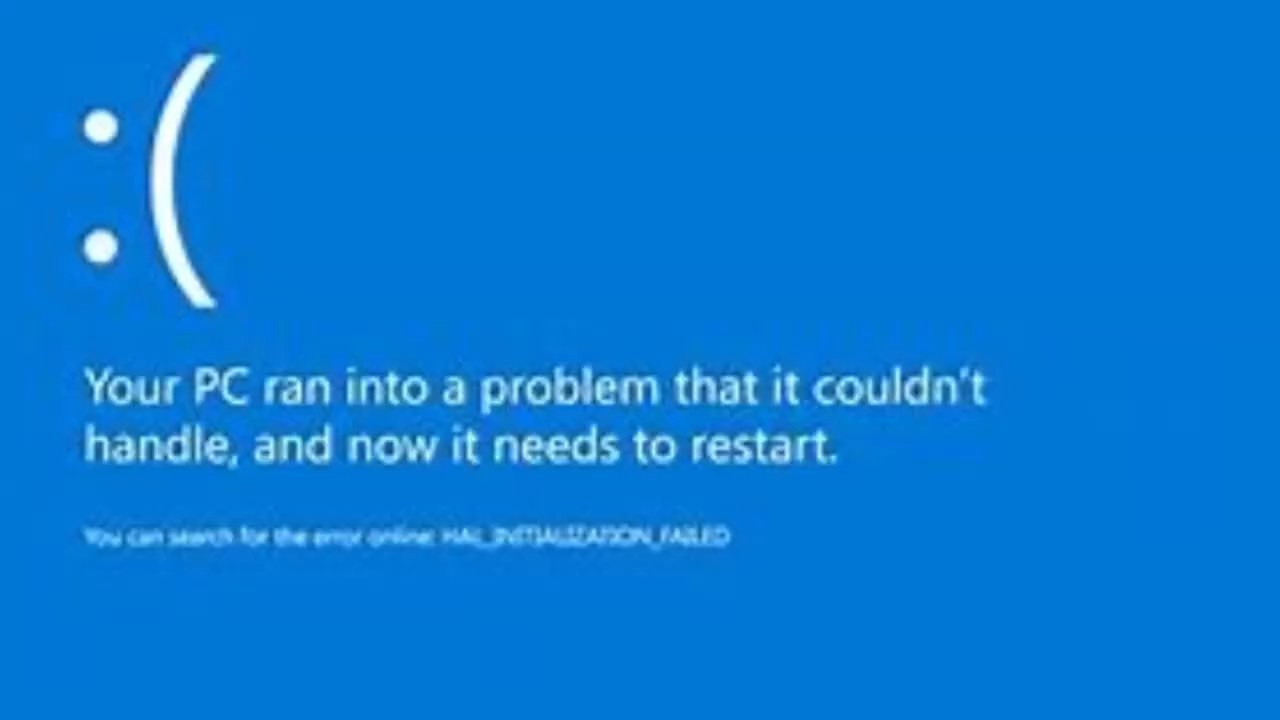 :(
Your PC ran into a problem that it couldn't
handle, and now it needs to restart.
You can search for the error online: HAL_INITIALIZATION_FAILED